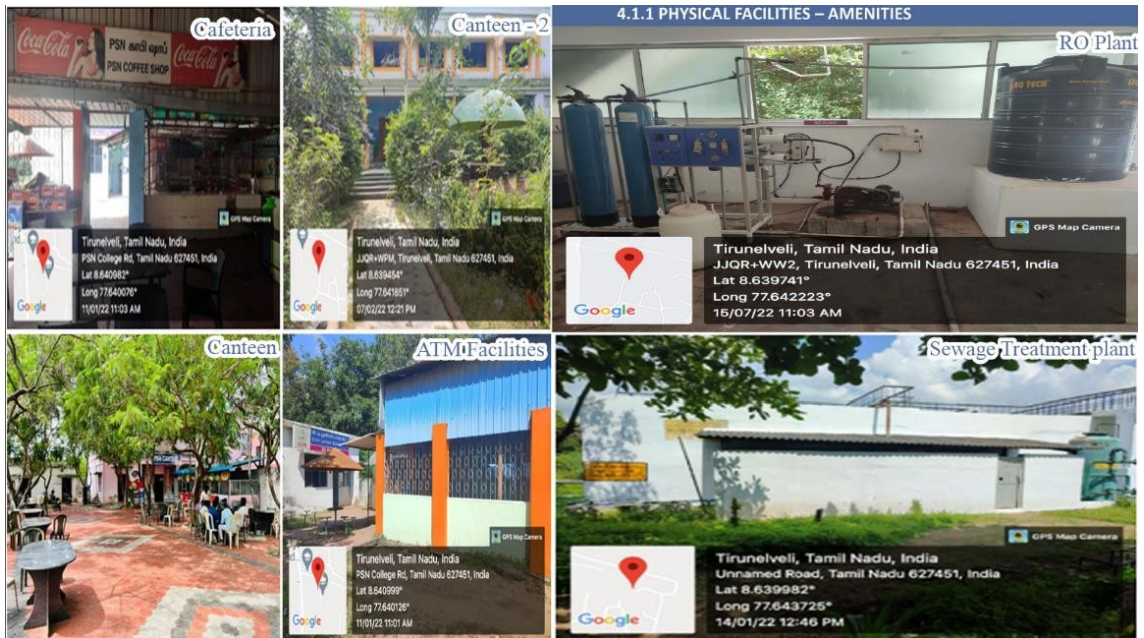 4.1.1 PHYSICAL FACILITIES – AMENITIES
Cafeteria
Coca-Cola
PSN காபி ஷாப்
PSN COFFEE SHOP
Coca-Cola
GPS Map Camera
Tirunelveli, Tamil Nadu, India
PSN College Rd, Tamil Nadu 627451, India
Lat 8.640982°
Long 77.640076°
11/01/22 11:03 AM
Google
Canteen - 2
GPS Map Camera
Tirunelveli, Tamil Nadu, India
JJQR+WPM, Tirunelveli, Tamil Nadu 627451, India
Lat 8.639454°
Long 77.641851°
07/02/22 12:21 PM
Google
RO Plant
GPS Map Camera
Tirunelveli, Tamil Nadu, India
JJQR+WW2, Tirunelveli, Tamil Nadu 627451, India
Lat 8.639741°
Long 77.642223°
15/07/22 11:03 AM
Google
Canteen
ATM Facilities
GPS Map Camera
Tirunelveli, Tamil Nadu, India
PSN College Rd, Tamil Nadu 627451, India
Lat 8.640999°
Long 77.640126°
11/01/22 11:01 AM
Google
Sewage Treatment plant
GPS Map Camera
Tirunelveli, Tamil Nadu, India
Unnamed Road, Tamil Nadu 627451, India
Lat 8.639982°
Long 77.643725°
14/01/22 12:46 PM
Google